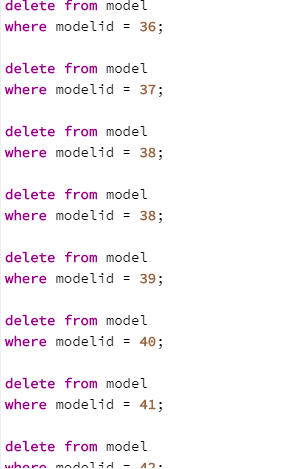 delete from model
where modelid = 36;
delete from model
where modelid = 37;
delete from model
where modelid = 38;
delete from model
where modelid = 38;
delete from model
where modelid = 39;
delete from model
where modelid = 40;
delete from model
where modelid = 41;
delete from model
where modelid = 42;